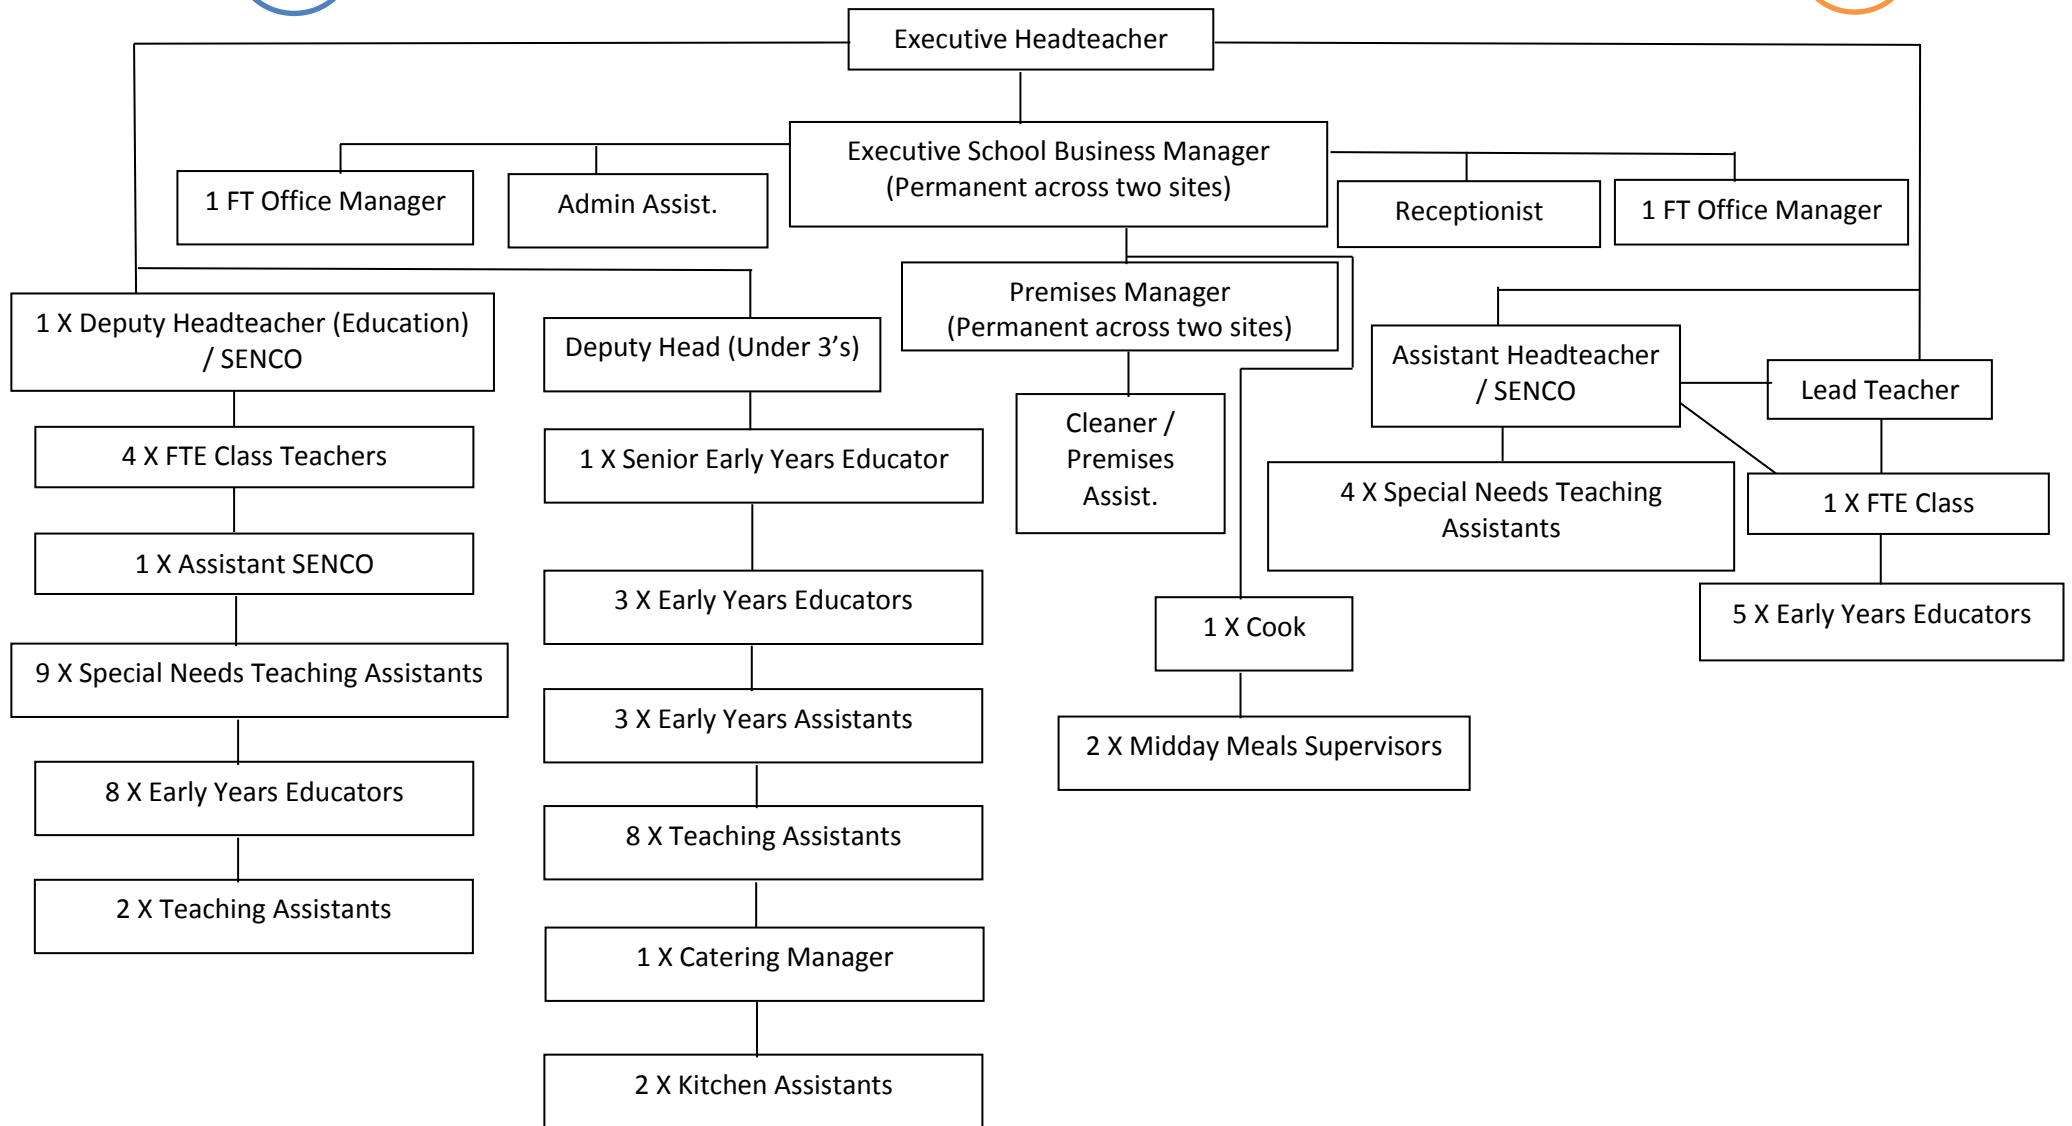 Executive Headteacher
Executive School Business Manager
(Permanent across two sites)
1 FT Office Manager
Admin Assist.
Receptionist
1 FT Office Manager
1 X Deputy Headteacher (Education)
/ SENCO
Deputy Head (Under 3’s)
Premises Manager
(Permanent across two sites)
Assistant Headteacher
/ SENCO
Lead Teacher
4 X FTE Class Teachers
1 X Senior Early Years Educator
Cleaner /
Premises
Assist.
4 X Special Needs Teaching
Assistants
1 X FTE Class
1 X Assistant SENCO
3 X Early Years Educators
1 X Cook
5 X Early Years Educators
9 X Special Needs Teaching Assistants
3 X Early Years Assistants
2 X Midday Meals Supervisors
8 X Early Years Educators
8 X Teaching Assistants
2 X Teaching Assistants
1 X Catering Manager
2 X Kitchen Assistants